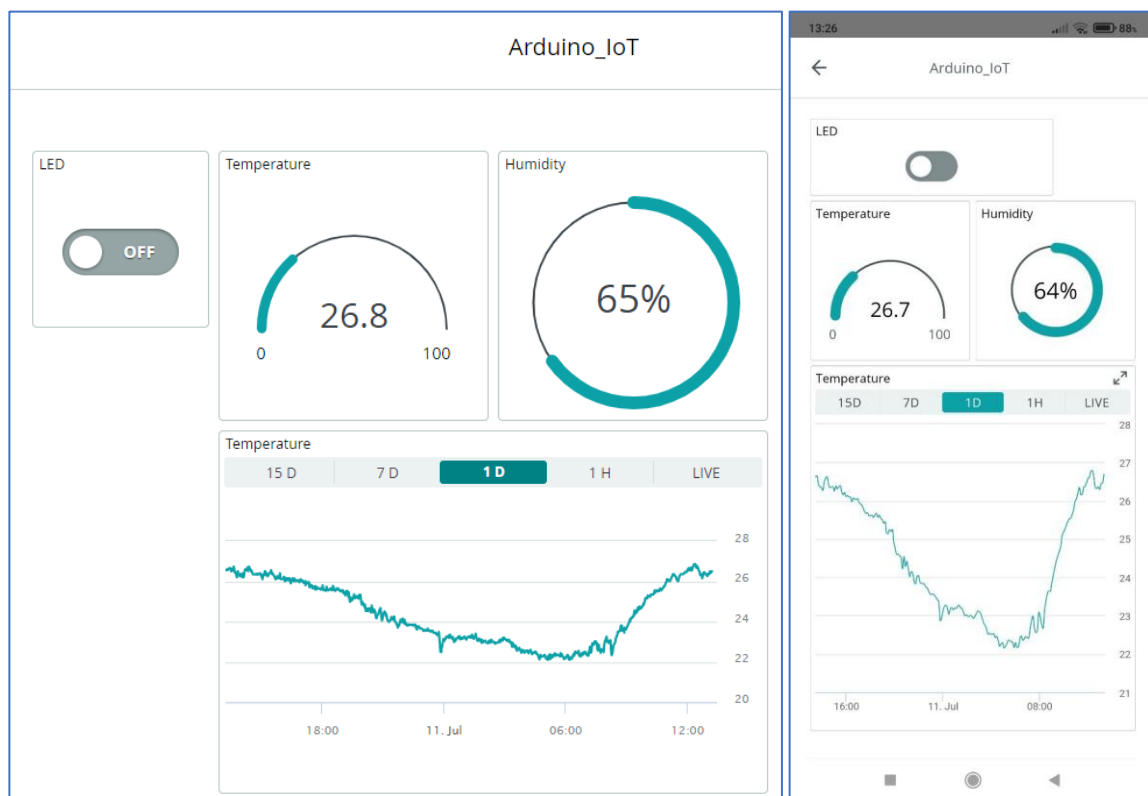 Arduino_IoT
LED
OFF
Temperature
26.8
0 100
Humidity
65%
Temperature
15 D 7 D 1 D 1 H LIVE
28
26
24
22
20
18:00 11. Jul 06:00 12:00
13:26 88%
Arduino_IoT
LED
Temperature
26.7
0 100
Humidity
64%
Temperature
15D 7D 1D 1H LIVE
28
27
26
25
24
23
22
21
16:00 11. Jul 08:00